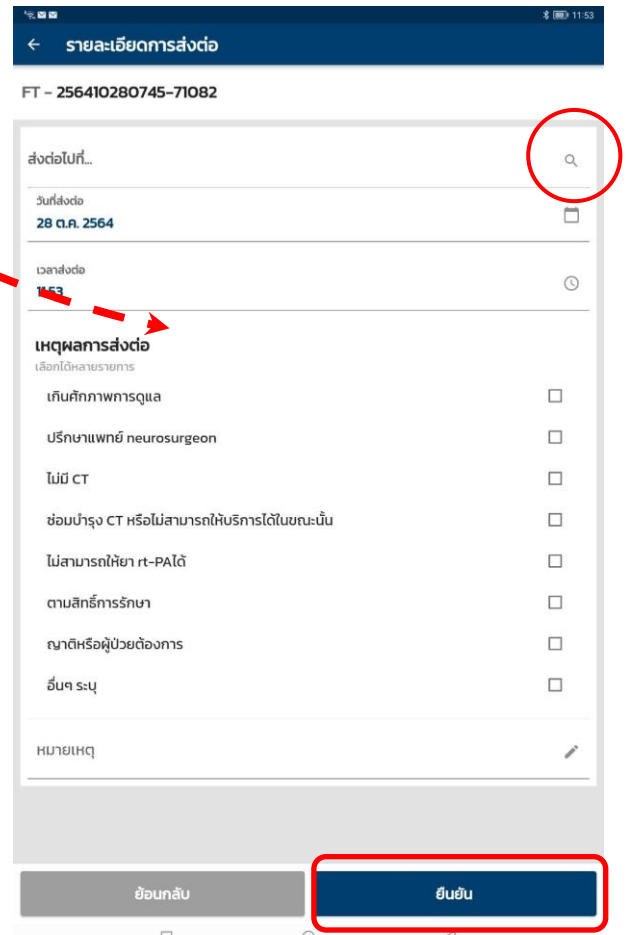 11:53
รายละเอียดการส่งต่อ
FT – 256410280745-71082
ส่งต่อไปที่...
วันที่ส่งต่อ
28 ต.ค. 2564
เวลาส่งต่อ
11:53
เหตุผลการส่งต่อ
เลือกได้หลายรายการ
เกินศักภาพการดูแล
ปรึกษาแพทย์ neurosurgeon
ไม่มี CT
ซ่อมบำรุง CT หรือไม่สามารถให้บริการได้ในขณะนั้น
ไม่สามารถให้ยา rt-PAได้
ตามสิทธิ์การรักษา
ญาติหรือผู้ป่วยต้องการ
อื่นๆ ระบุ
หมายเหตุ
ย้อนกลับ
ยืนยัน